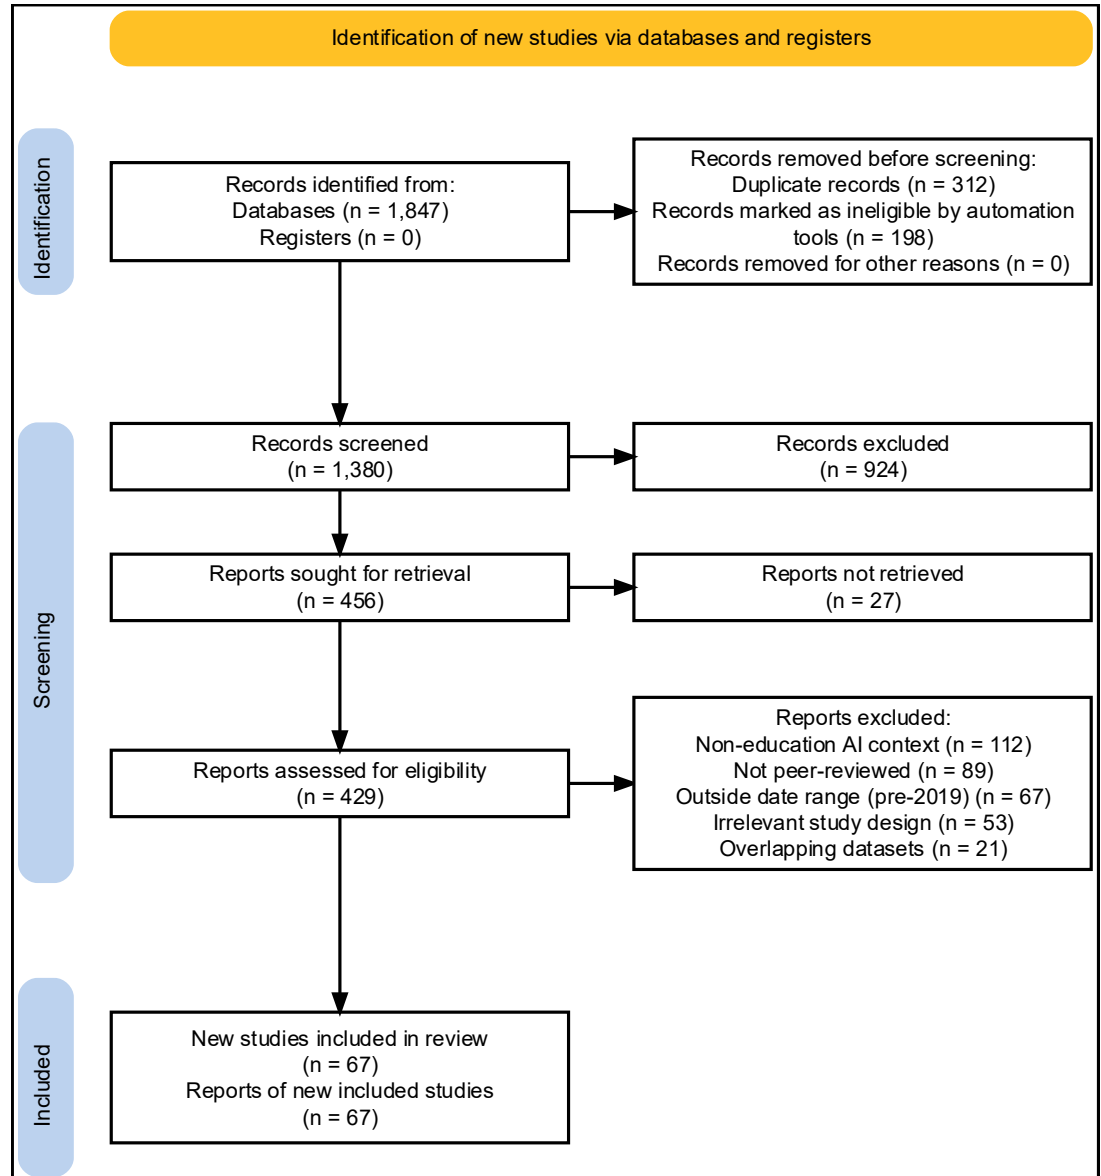 Identification of new studies via databases and registers
Identification
Records identified from:
Databases (n = 1,847)
Registers (n = 0)
Records removed before screening:
Duplicate records (n = 312)
Records marked as ineligible by automation
tools (n = 198)
Records removed for other reasons (n = 0)
Screening
Records screened
(n = 1,380)
Records excluded
(n = 924)
Reports sought for retrieval
(n = 456)
Reports not retrieved
(n = 27)
Reports assessed for eligibility
(n = 429)
Reports excluded:
Non-education AI context (n = 112)
Not peer-reviewed (n = 89)
Outside date range (pre-2019) (n = 67)
Irrelevant study design (n = 53)
Overlapping datasets (n = 21)
Included
New studies included in review
(n = 67)
Reports of new included studies
(n = 67)